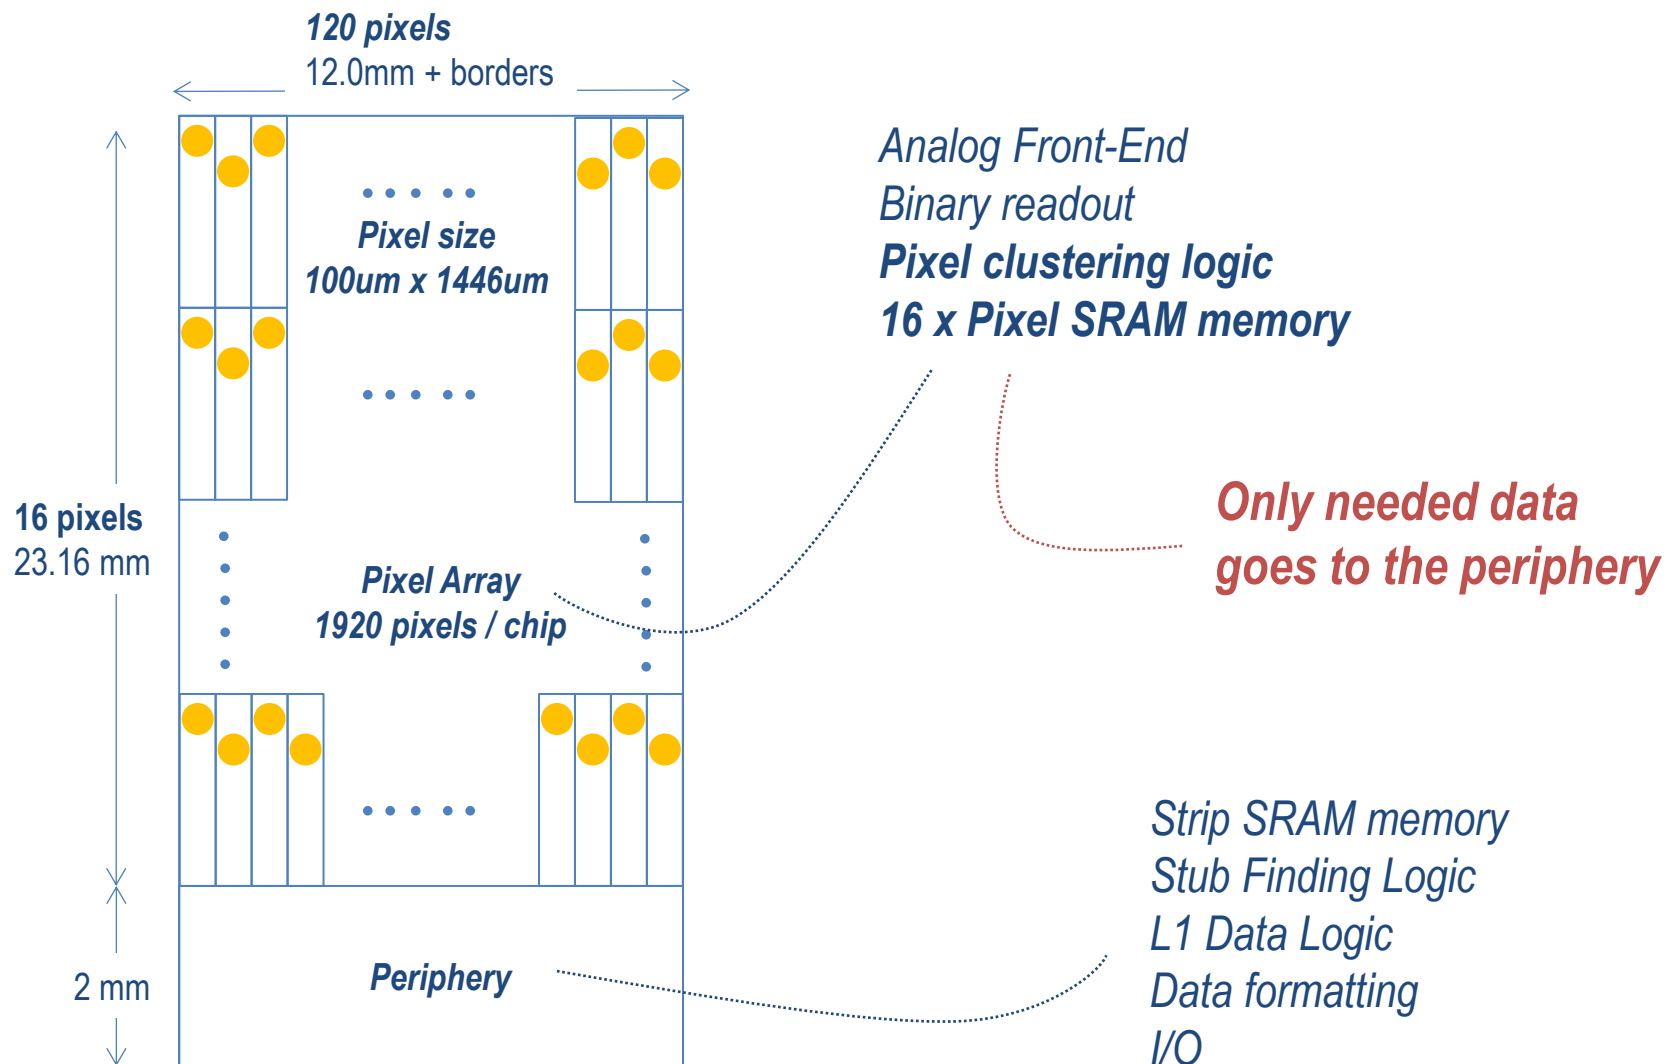 120 pixels
12.0mm + borders
Analog Front-End
Binary readout
Pixel clustering logic
16 x Pixel SRAM memory
Pixel size
100um x 1446um
Only needed data
goes to the periphery
16 pixels
23.16 mm
Pixel Array
1920 pixels / chip
Strip SRAM memory
Stub Finding Logic
L1 Data Logic
Data formatting
I/O
2 mm
Periphery